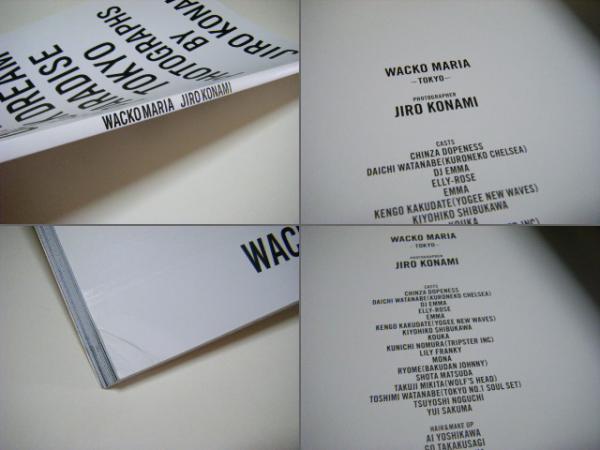 A DREAM
PARADISE
TOKYO
PHOTOGRAPHS
BY
JIRO KONAMI
WACKO MARIA JIRO KONAMI
WACKO MARIA
—TOKYO—
PHOTOGRAPHER
JIRO KONAMI
CASTS
CHINZA DOPENESS
DAICHI WATANABE(KURONEKO CHELSEA)
DJ EMMA
ELLY-ROSE
EMMA
KENGO KAKUDATE(YOGEE NEW WAVES)
KIYOHIKO SHIBUKAWA
KOUKA
WACKO
WACKO MARIA
—TOKYO—
PHOTOGRAPHER
JIRO KONAMI
CASTS
CHINZA DOPENESS
DAICHI WATANABE(KURONEKO CHELSEA)
DJ EMMA
ELLY-ROSE
EMMA
KENGO KAKUDATE(YOGEE NEW WAVES)
KIYOHIKO SHIBUKAWA
KOUKA
KUNICHI NOMURA(TRIPSTER INC)
LILY FRANKY
MONA
RYOME(BAKUDAN JOHNNY)
SHOTA MATSUDA
TAKUJI MIKITA(WOLF'S HEAD)
TOSHIMI WATANABE(TOKYO NO.1 SOUL SET)
TSUYOSHI NOGUCHI
YUI SAKUMA
HAIR&MAKE UP
AI YOSHIKAWA
GO TAKAKUSAGI